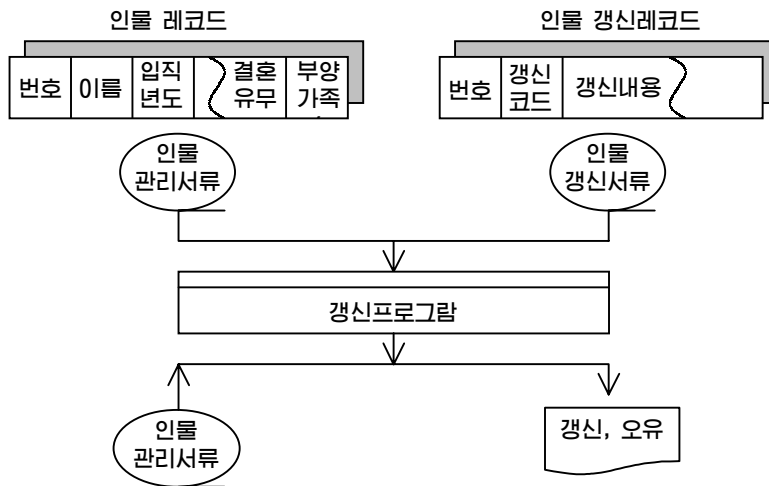 인물 레코드
인물 갱신레코드
번호 이름 입직 년도 결혼 유무 부양 가족
번호 갱신 코드 갱신내용
인물
관리서류
인물
갱신서류
갱신프로그람
인물
관리서류
갱신, 오유